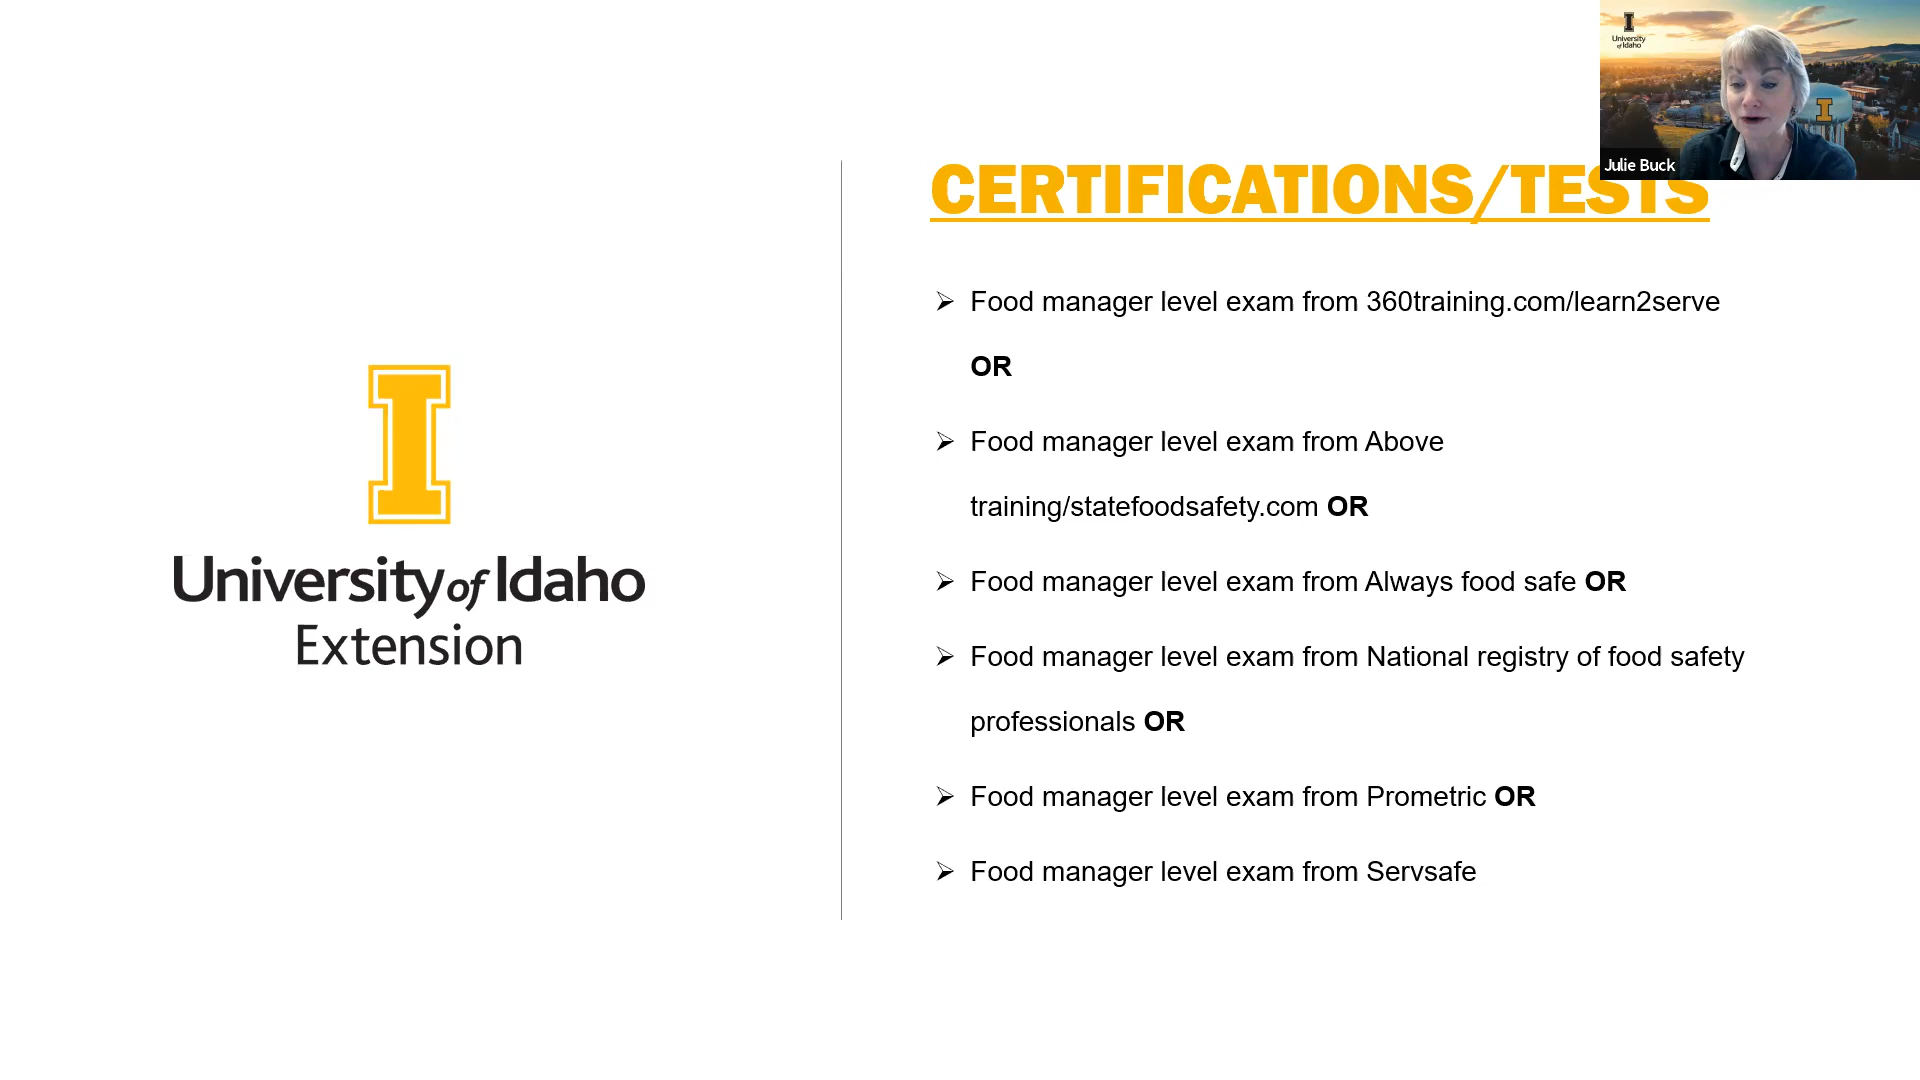 University
of Idaho
Julie Buck
CERTIFICATIONS/TESTS
Food manager level exam from 360training.com/learn2serve
OR
Food manager level exam from Above
training/statefoodsafety.com OR
Food manager level exam from Always food safe OR
Food manager level exam from National registry of food safety
professionals OR
Food manager level exam from Prometric OR
Food manager level exam from Servsafe
I
University of Idaho
Extension